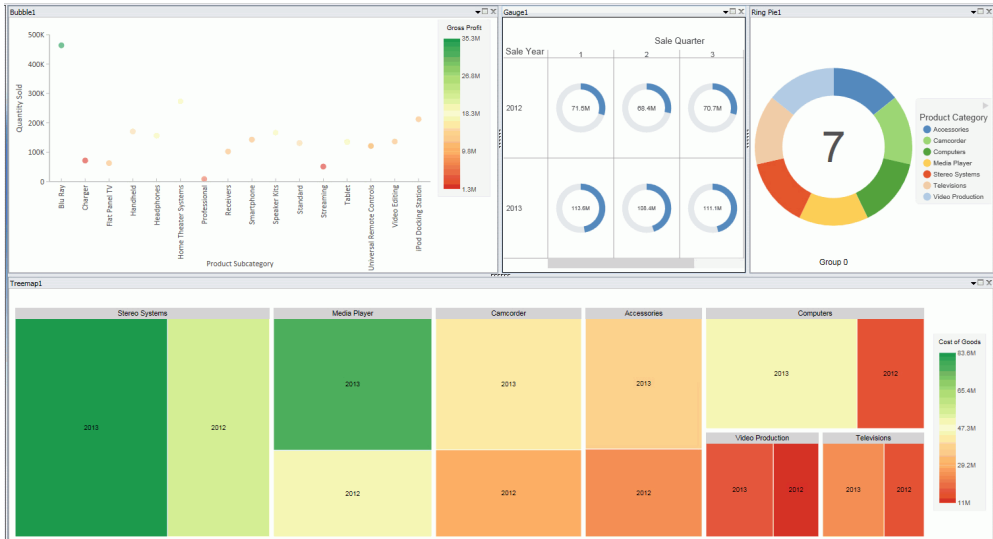 Bubble1
Gross Profit
500K
400K
300K
200K
100K
0
Quantity Sold
Blu Ray
Charger
Flat Panel TV
Handheld
Headphones
Home Theater Systems
Professional
Receivers
Smartphone
Speaker Kits
Standard
Streaming
Tablet
Universal Remote Controls
Video Editing
iPod Docking Station
Product Subcategory
35.3M
26.8M
18.3M
9.8M
1.3M
Gauge1
Sale Quarter
Sale Year 1 2 3
2012 71.5M 68.4M 70.7M
2013 113.6M 108.4M 111.1M
Ring Pie1
7
Group 0
Product Category
Accessories
Camcorder
Computers
Media Player
Stereo Systems
Televisions
Video Production
Treemap1
Stereo Systems
2013
2012
Media Player
2013
2012
Camcorder
2013
2012
Accessories
2013
2012
Computers
2013
2012
Video Production
2013
2012
Televisions
2013
2012
Cost of Goods
83.6M
65.4M
47.3M
29.2M
11M